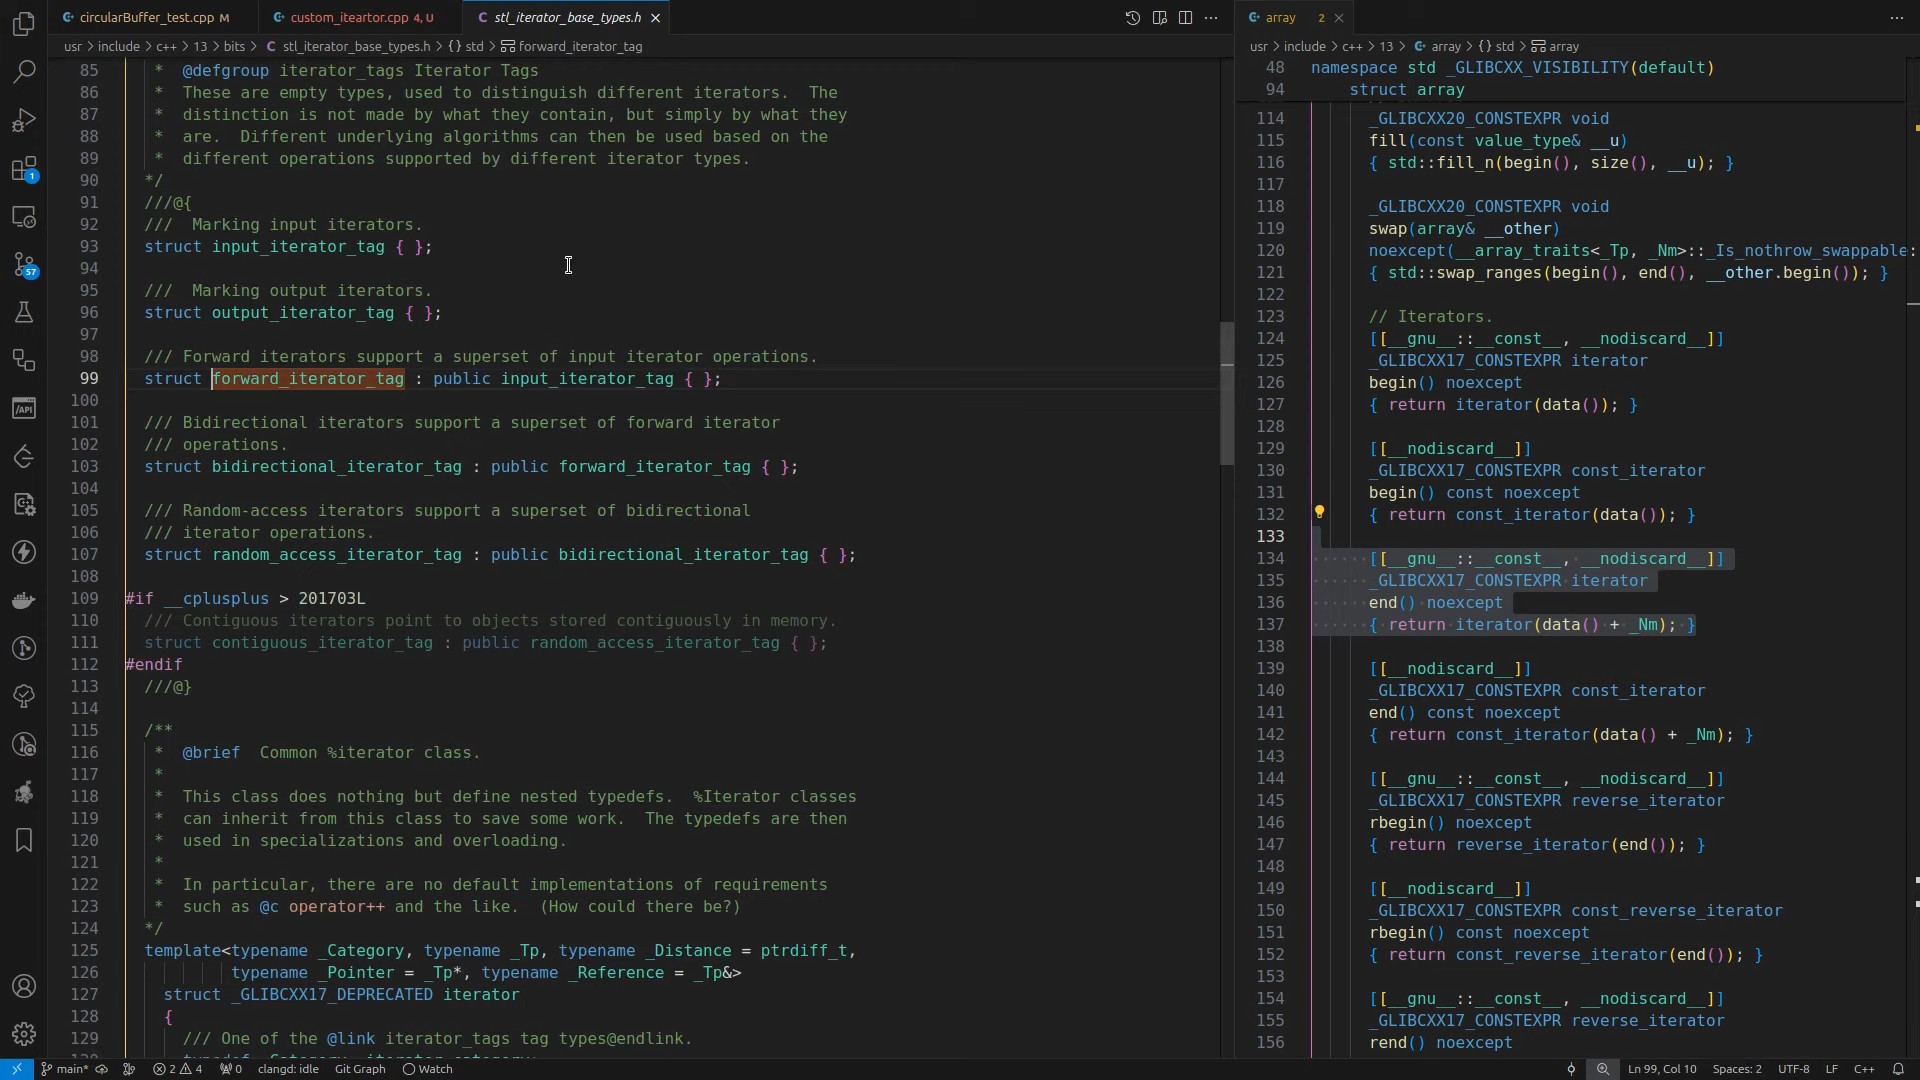 circularBuffer_test.cpp M
custom_iteartor.cpp 4, U
stl_iterator_base_types.h
usr > include > c++ > 13 > bits > stl_iterator_base_types.h > {} std > forward_iterator_tag
85 * @defgroup iterator_tags Iterator Tags
86 * These are empty types, used to distinguish different iterators.  The
87 * distinction is not made by what they contain, but simply by what they
88 * are.  Different underlying algorithms can then be used based on the
89 * different operations supported by different iterator types.
90 */
91 ///@{
92 ///  Marking input iterators.
93 struct input_iterator_tag { };
94
95 ///  Marking output iterators.
96 struct output_iterator_tag { };
97
98 /// Forward iterators support a superset of input iterator operations.
99 struct forward_iterator_tag : public input_iterator_tag { };
100
101 /// Bidirectional iterators support a superset of forward iterator
102 /// operations.
103 struct bidirectional_iterator_tag : public forward_iterator_tag { };
104
105 /// Random-access iterators support a superset of bidirectional
106 /// iterator operations.
107 struct random_access_iterator_tag : public bidirectional_iterator_tag { };
108
109 #if __cplusplus > 201703L
110 /// Contiguous iterators point to objects stored contiguously in memory.
111 struct contiguous_iterator_tag : public random_access_iterator_tag { };
112 #endif
113 ///@}
114
115 /**
116 * @brief  Common %iterator class.
117 *
118 * This class does nothing but define nested typedefs.  %Iterator classes
119 * can inherit from this class to save some work.  The typedefs are then
120 * used in specializations and overloading.
121 *
122 * In particular, there are no default implementations of requirements
123 * such as @c operator++ and the like.  (How could there be?)
124 */
125 template<typename _Category, typename _Tp, typename _Distance = ptrdiff_t,
126 typename _Pointer = _Tp*, typename _Reference = _Tp&>
127 struct _GLIBCXX17_DEPRECATED iterator
128 {
129 /// One of the @link iterator_tags tag types@endlink.
array 2
usr > include > c++ > 13 > array > {} std > array
48 namespace std _GLIBCXX_VISIBILITY(default)
94 struct array
114 _GLIBCXX20_CONSTEXPR void
115 fill(const value_type& __u)
116 { std::fill_n(begin(), size(), __u); }
117
118 _GLIBCXX20_CONSTEXPR void
119 swap(array& __other)
120 noexcept(__array_traits<_Tp, _Nm>::_Is_nothrow_swappable:
121 { std::swap_ranges(begin(), end(), __other.begin()); }
122
123 // Iterators.
124 [[__gnu__::__const__, __nodiscard__]]
125 _GLIBCXX17_CONSTEXPR iterator
126 begin() noexcept
127 { return iterator(data()); }
128
129 [[__nodiscard__]]
130 _GLIBCXX17_CONSTEXPR const_iterator
131 begin() const noexcept
132 { return const_iterator(data()); }
133
134 [[__gnu__::__const__, __nodiscard__]]
135 _GLIBCXX17_CONSTEXPR iterator
136 end() noexcept
137 { return iterator(data() + _Nm); }
138
139 [[__nodiscard__]]
140 _GLIBCXX17_CONSTEXPR const_iterator
141 end() const noexcept
142 { return const_iterator(data() + _Nm); }
143
144 [[__gnu__::__const__, __nodiscard__]]
145 _GLIBCXX17_CONSTEXPR reverse_iterator
146 rbegin() noexcept
147 { return reverse_iterator(end()); }
148
149 [[__nodiscard__]]
150 _GLIBCXX17_CONSTEXPR const_reverse_iterator
151 rbegin() const noexcept
152 { return const_reverse_iterator(end()); }
153
154 [[__gnu__::__const__, __nodiscard__]]
155 _GLIBCXX17_CONSTEXPR reverse_iterator
156 rend() noexcept
1
57
/API
main* 2 4 0 clangd: idle Git Graph Watch
Ln 99, Col 10 Spaces: 2 UTF-8 LF C++